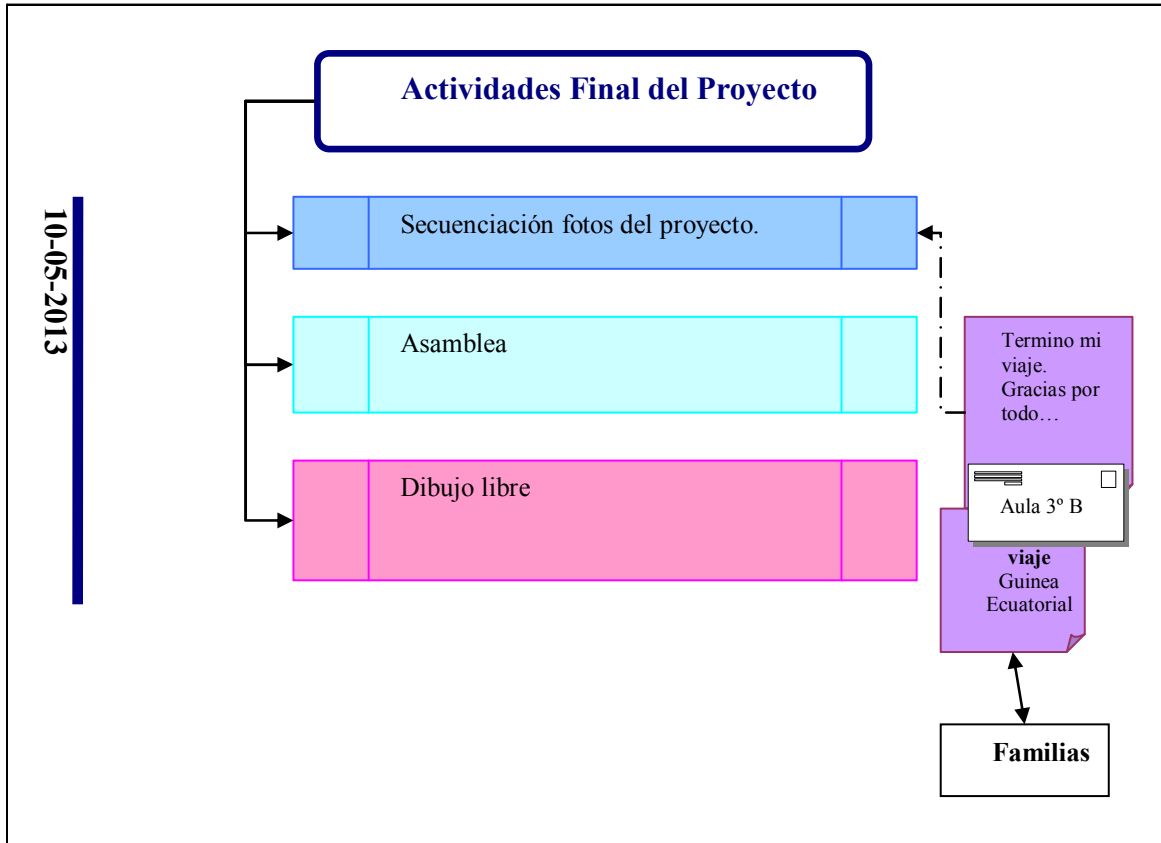 Actividades Final del Proyecto
10-05-2013
Secuenciación fotos del proyecto.
Asamblea
Dibujo libre
Termino mi
viaje.
Gracias por
todo…
Aula 3º B
viaje
Guinea
Ecuatorial
Familias